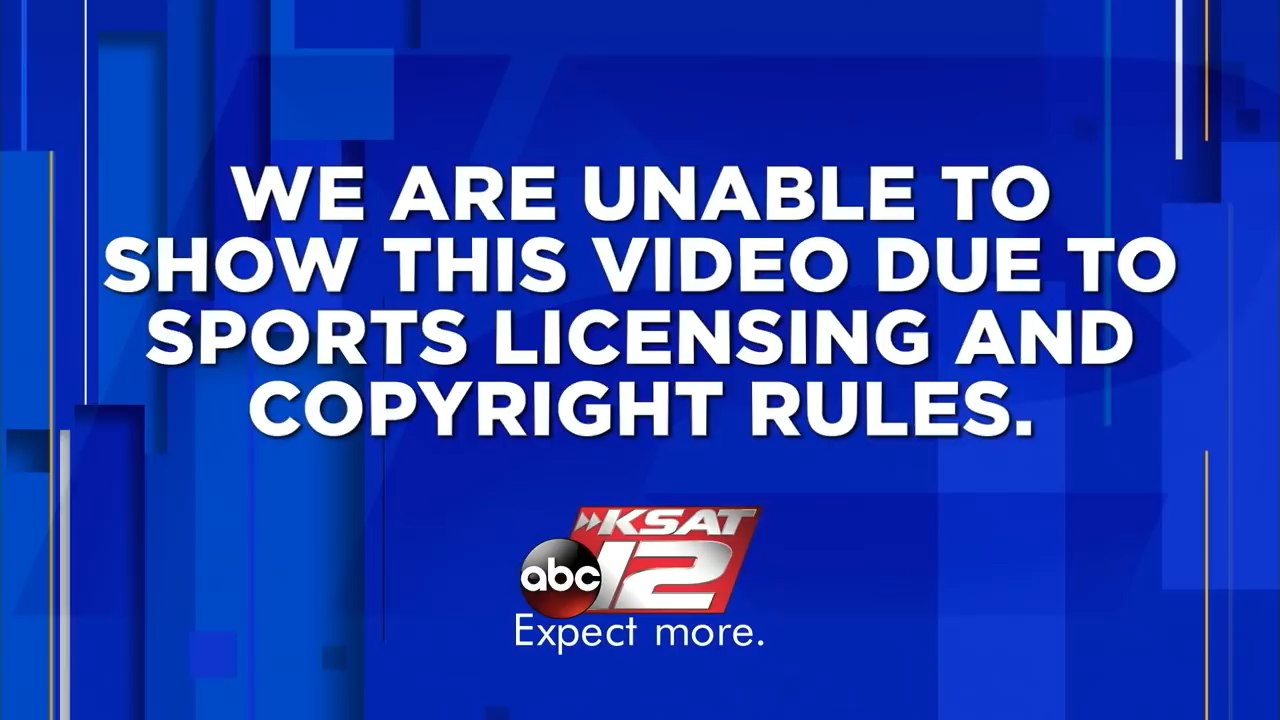 WE ARE UNABLE TO
SHOW THIS VIDEO DUE TO
SPORTS LICENSING AND
COPYRIGHT RULES.
KSAT
abc 12
Expect more.